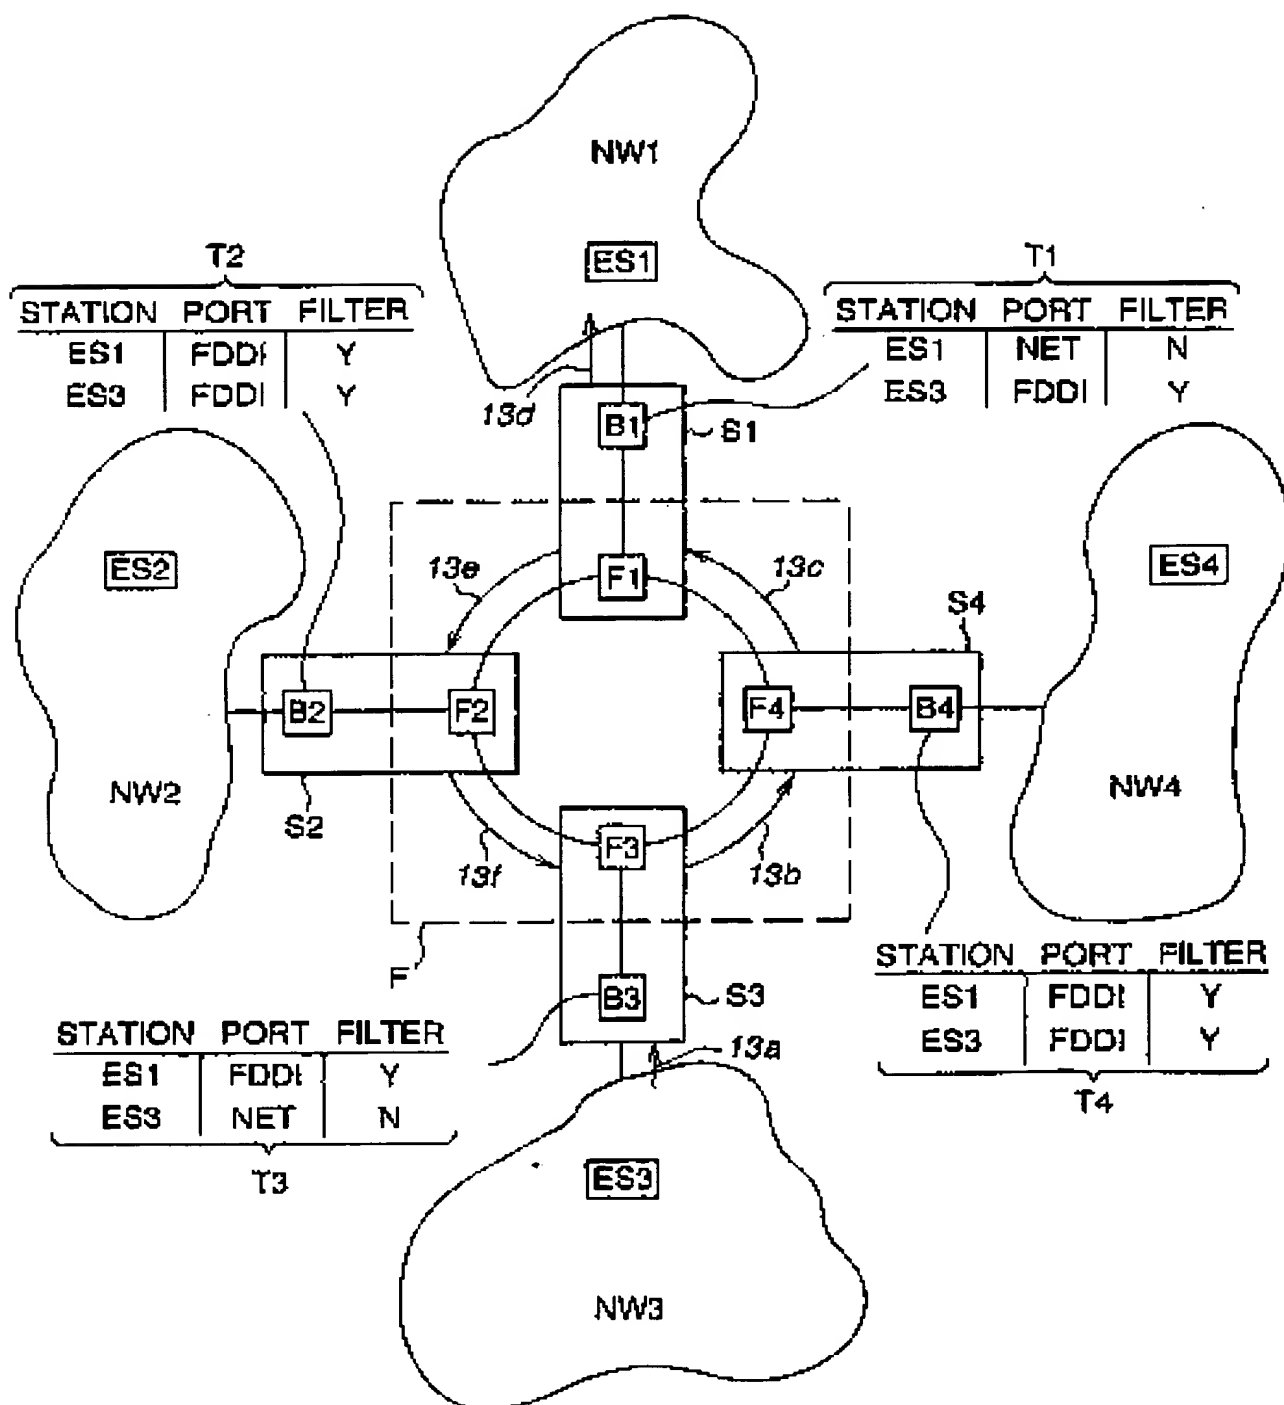 NW1
ES1
T2
STATION PORT FILTER
ES1 FDDI Y
ES3 FDDI Y
T1
STATION PORT FILTER
ES1 NET N
ES3 FDDI Y
13d
B1
S1
ES2
ES4
13e
F1
13c
S4
B2
F2
F4
B4
NW2
S2
NW4
F3
13f
13b
F
B3
S3
13a
STATION PORT FILTER
ES1 FDDI Y
ES3 FDDI Y
T4
STATION PORT FILTER
ES1 FDDI Y
ES3 NET N
T3
ES3
NW3